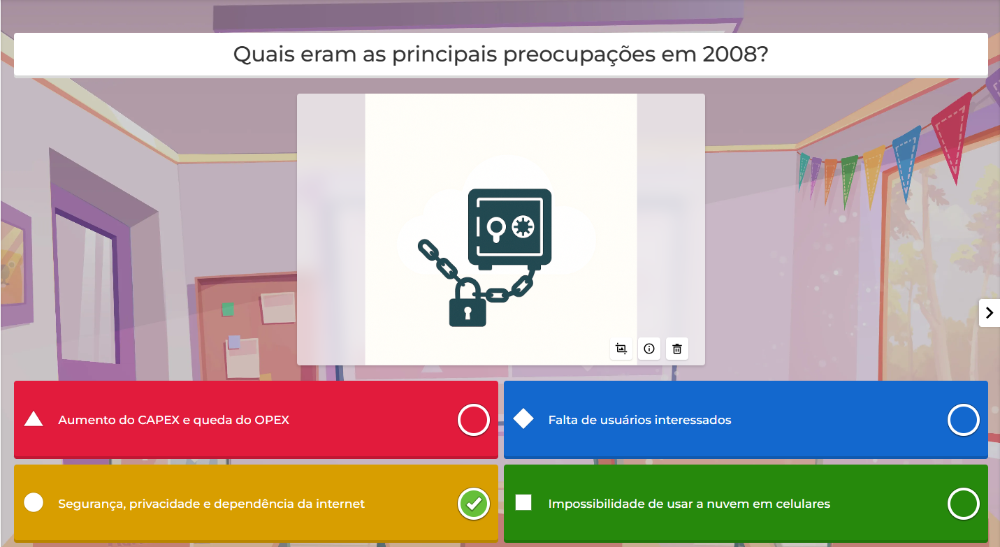 Quais eram as principais preocupações em 2008?
Aumento do CAPEX e queda do OPEX
Falta de usuários interessados
Segurança, privacidade e dependência da internet
Impossibilidade de usar a nuvem em celulares